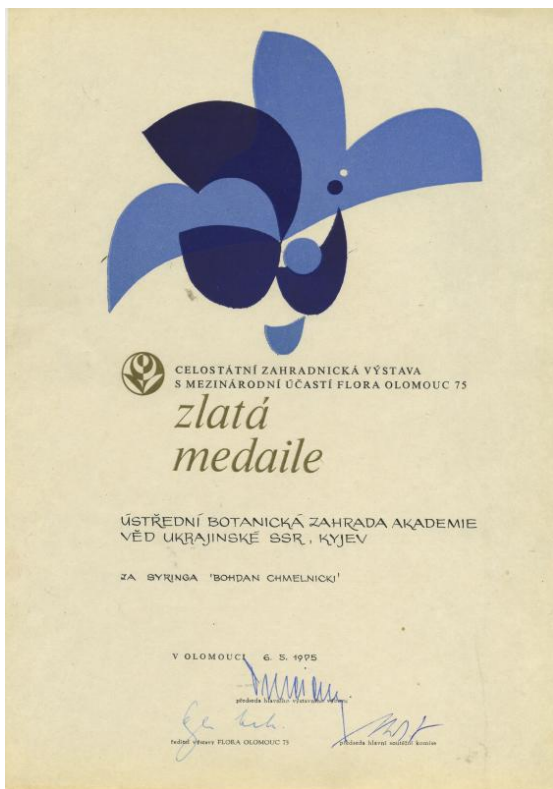 CELOSTÁTNÍ ZAHRADNICKÁ VÝSTAVA
S MEZINÁRODNÍ ÚČASTÍ FLORA OLOMOUC 75
zlatá
medaile
ÚSTŘEDNÍ BOTANICKÁ ZAHRADA AKADEMIE
VĚD UKRAJINSKÉ SSR, KYJEV
ZA SYRINGA 'BOHDAN CHMELNICKI'
V OLOMOUCI 6. 5. 1975
předseda hlavního výstavního
ředitel výstavy FLORA OLOMOUC 75 předseda hlavní soutěžní komise